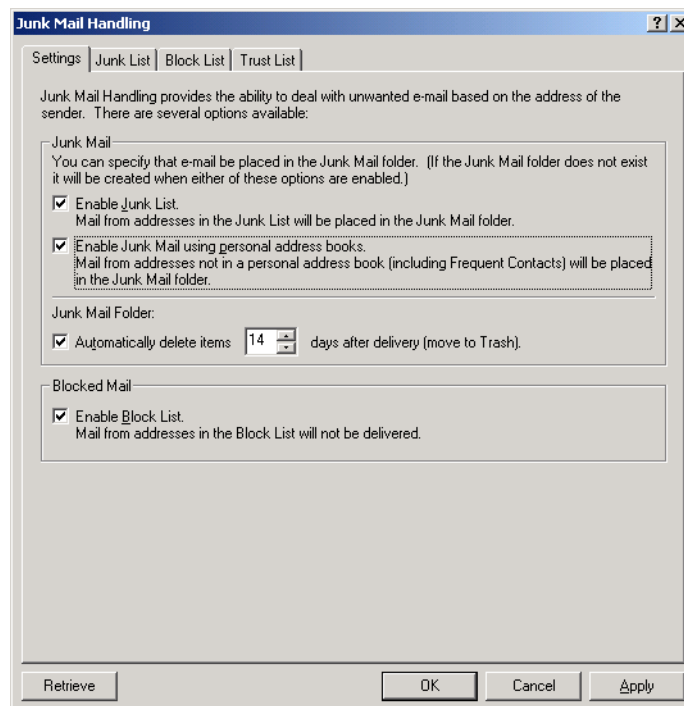 Junk Mail Handling
Settings Junk List Block List Trust List
Junk Mail Handling provides the ability to deal with unwanted e-mail based on the address of the
sender. There are several options available:
Junk Mail
You can specify that e-mail be placed in the Junk Mail folder. (If the Junk Mail folder does not exist
it will be created when either of these options are enabled.)
Enable Junk List.
Mail from addresses in the Junk List will be placed in the Junk Mail folder.
Enable Junk Mail using personal address books.
Mail from addresses not in a personal address book (including Frequent Contacts) will be placed
in the Junk Mail folder.
Junk Mail Folder:
Automatically delete items 14 days after delivery (move to Trash).
Blocked Mail
Enable Block List.
Mail from addresses in the Block List will not be delivered.
Retrieve OK Cancel Apply